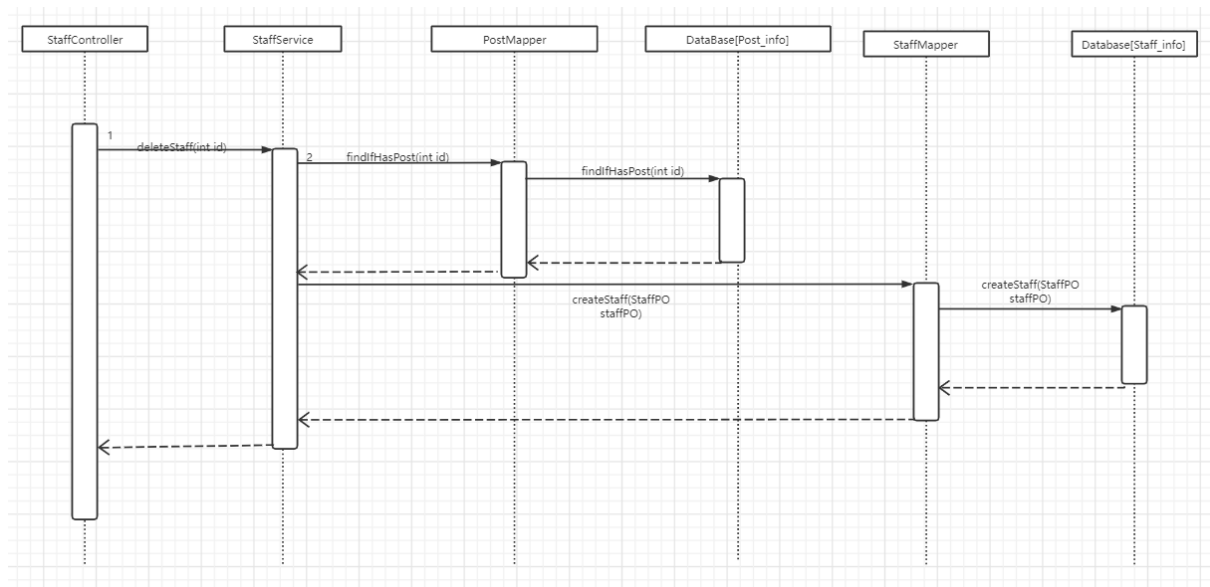 StaffController
StaffService
PostMapper
DataBase[Post_info]
StaffMapper
Database[Staff_info]
1
deleteStaff(int id)
2
findIfHasPost(int id)
findIfHasPost(int id)
createStaff(StaffPO
staffPO)
createStaff(StaffPO
staffPO)